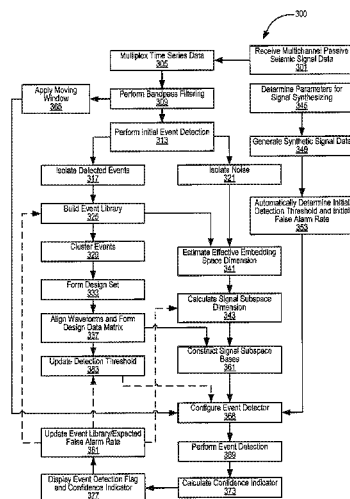 300
Receive Multichannel Passive
Seismic Signal Data
301
Multiplex Time Series Data
305
Apply Moving
Window
365
Perform Bandpass Filtering
309
Determine Parameters for
Signal Synthesizing
345
Perform Initial Event Detection
313
Generate Synthetic Signal Data
349
Isolate Detected Events
317
Isolate Noise
321
Automatically Determine Initial
Detection Threshold and Initial
False Alarm Rate
353
Build Event Library
325
Cluster Events
329
Estimate Effective Embedding
Space Dimension
341
Form Design Set
333
Calculate Signal Subspace
Dimension
343
Align Waveforms and Form
Design Data Matrix
337
Construct Signal Subspace
Bases
361
Update Detection Threshold
383
Configure Event Detector
368
Update Event Library/Expected
False Alarm Rate
381
Perform Event Detection
369
Display Event Detection Flag
and Confidence Indicator
377
Calculate Confidence Indicator
373